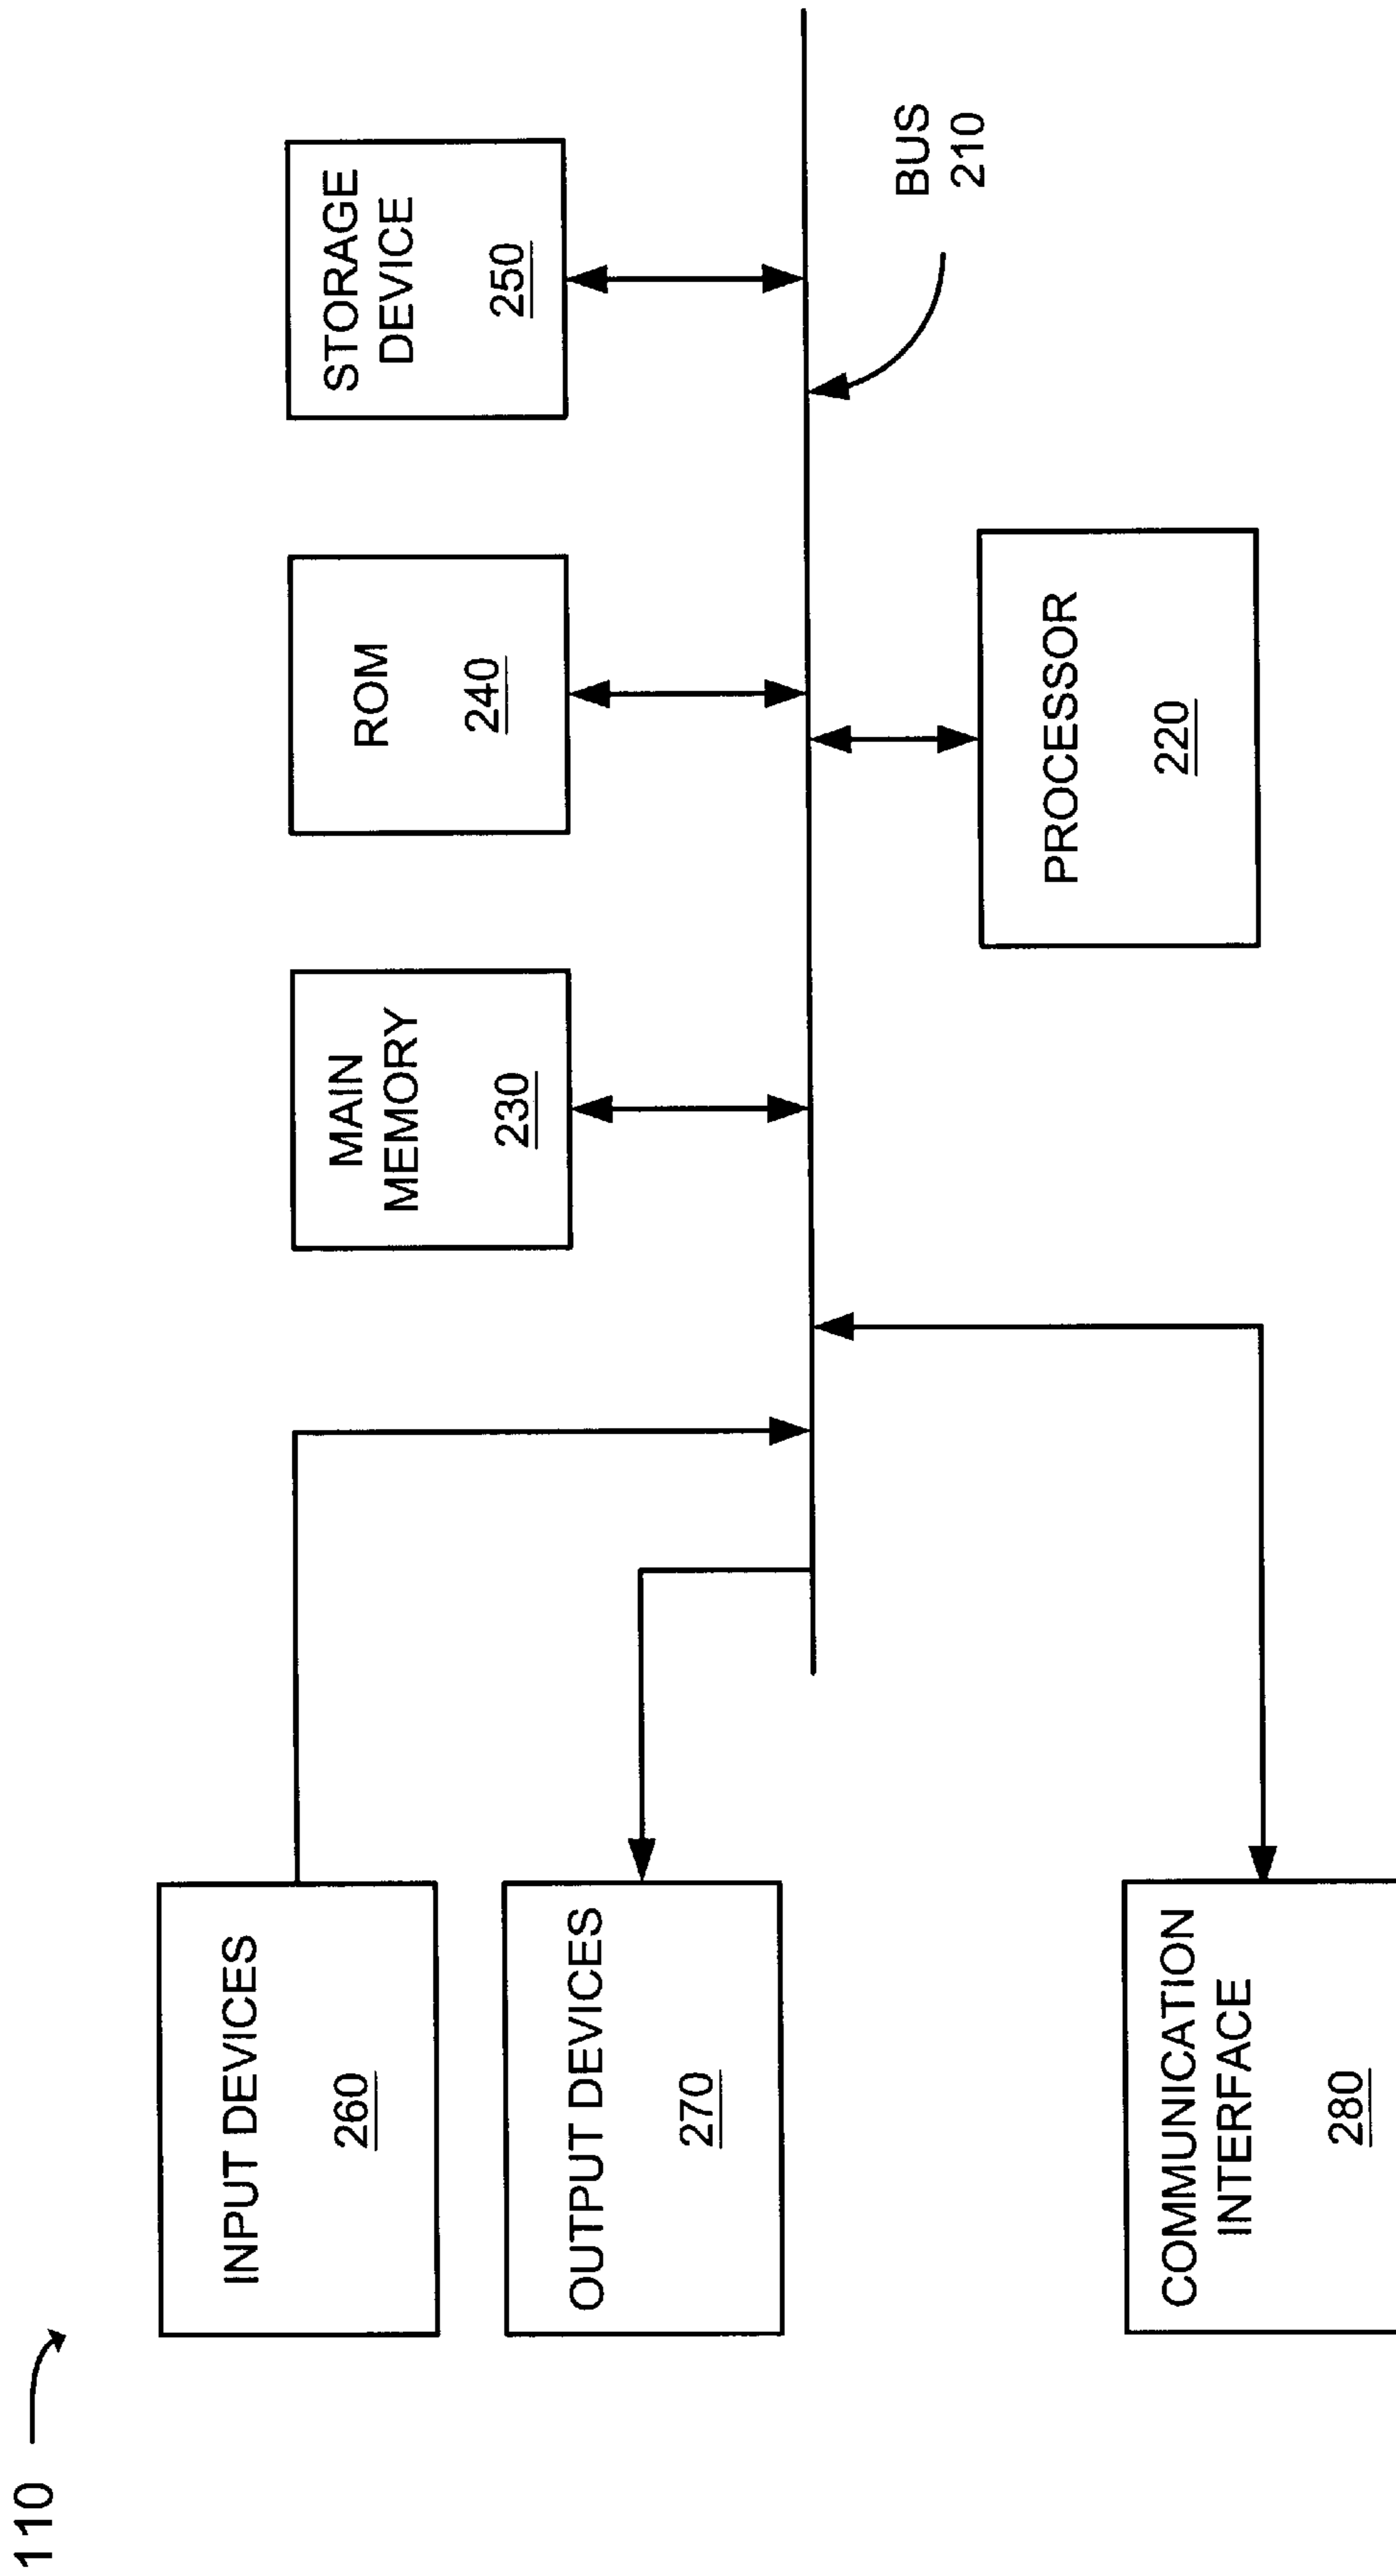 110
INPUT DEVICES
260
OUTPUT DEVICES
270
COMMUNICATION
INTERFACE
280
MAIN
MEMORY
230
ROM
240
STORAGE
DEVICE
250
PROCESSOR
220
BUS
210